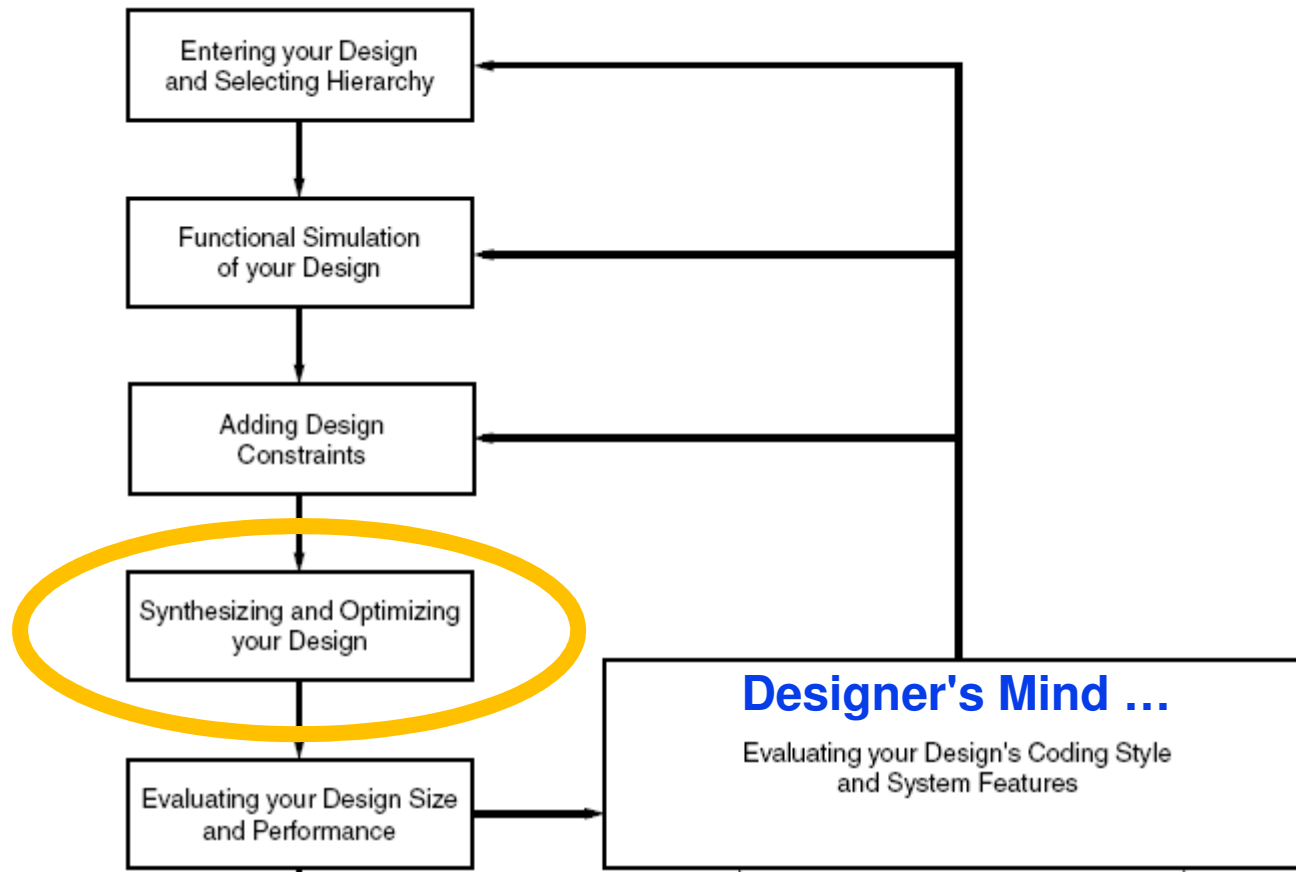 Entering your Design
and Selecting Hierarchy
Functional Simulation
of your Design
Adding Design
Constraints
Synthesizing and Optimizing
your Design
Evaluating your Design Size
and Performance
Designer's Mind …
Evaluating your Design's Coding Style
and System Features